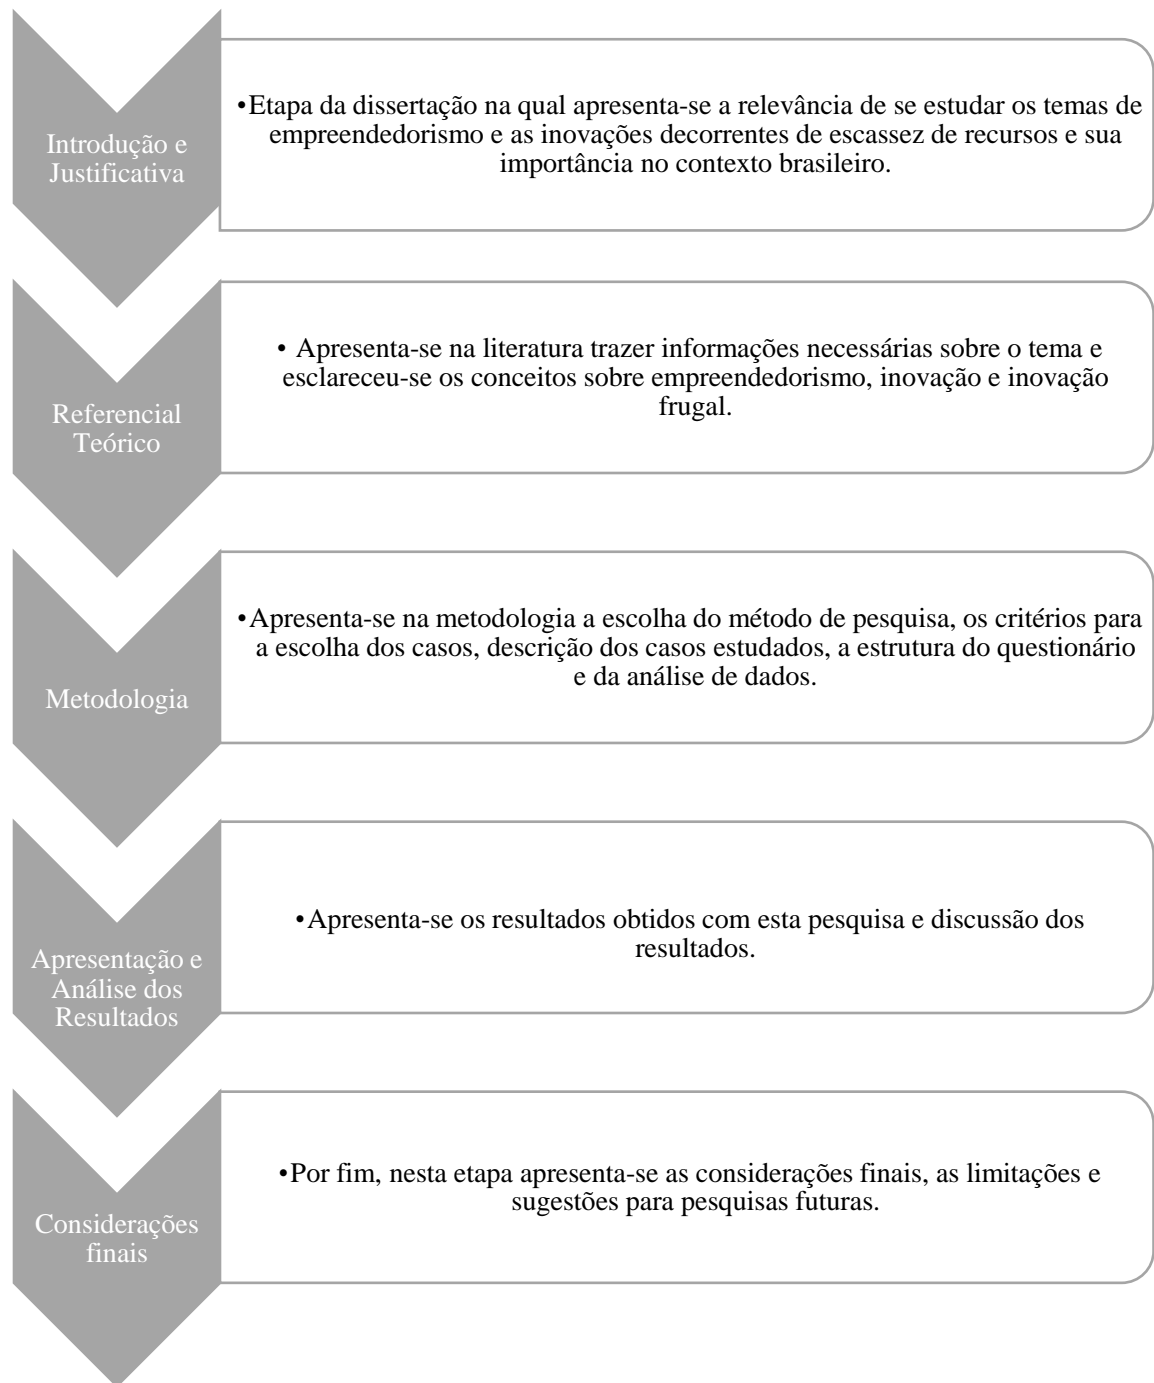 Introdução e
Justificativa
•Etapa da dissertação na qual apresenta-se a relevância de se estudar os temas de
empreendedorismo e as inovações decorrentes de escassez de recursos e sua
importância no contexto brasileiro.
Referencial
Teórico
• Apresenta-se na literatura trazer informações necessárias sobre o tema e
esclareceu-se os conceitos sobre empreendedorismo, inovação e inovação
frugal.
Metodologia
•Apresenta-se na metodologia a escolha do método de pesquisa, os critérios para
a escolha dos casos, descrição dos casos estudados, a estrutura do questionário
e da análise de dados.
Apresentação e
Análise dos
Resultados
•Apresenta-se os resultados obtidos com esta pesquisa e discussão dos
resultados.
Considerações
finais
•Por fim, nesta etapa apresenta-se as considerações finais, as limitações e
sugestões para pesquisas futuras.